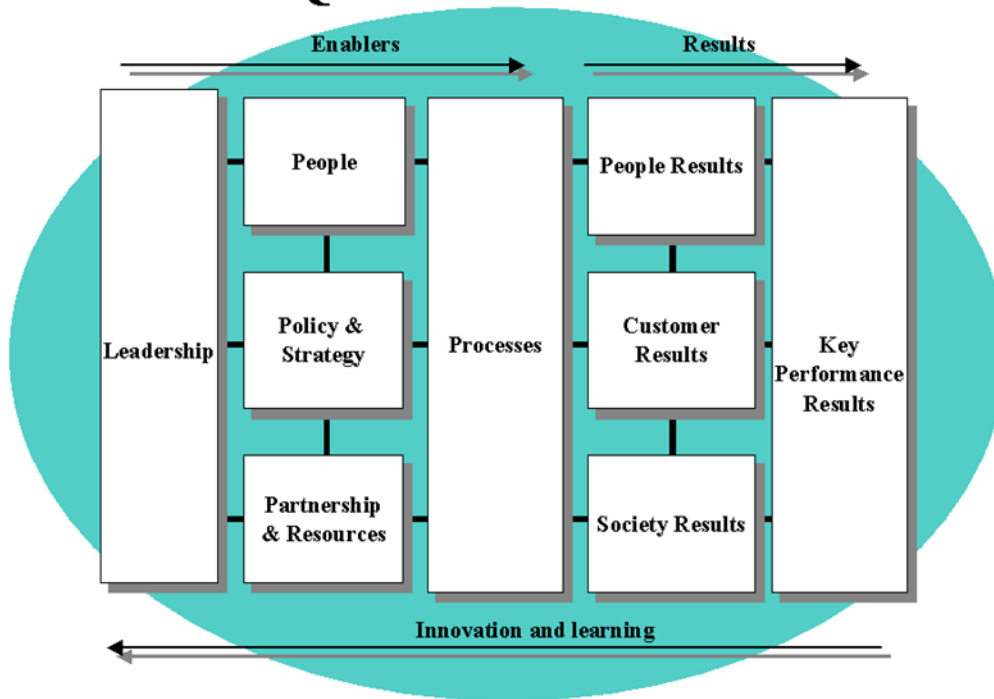 Enablers
Results
People
People Results
Leadership
Policy &
Strategy
Processes
Customer
Results
Key
Performance
Results
Partnership
& Resources
Society Results
Innovation and learning